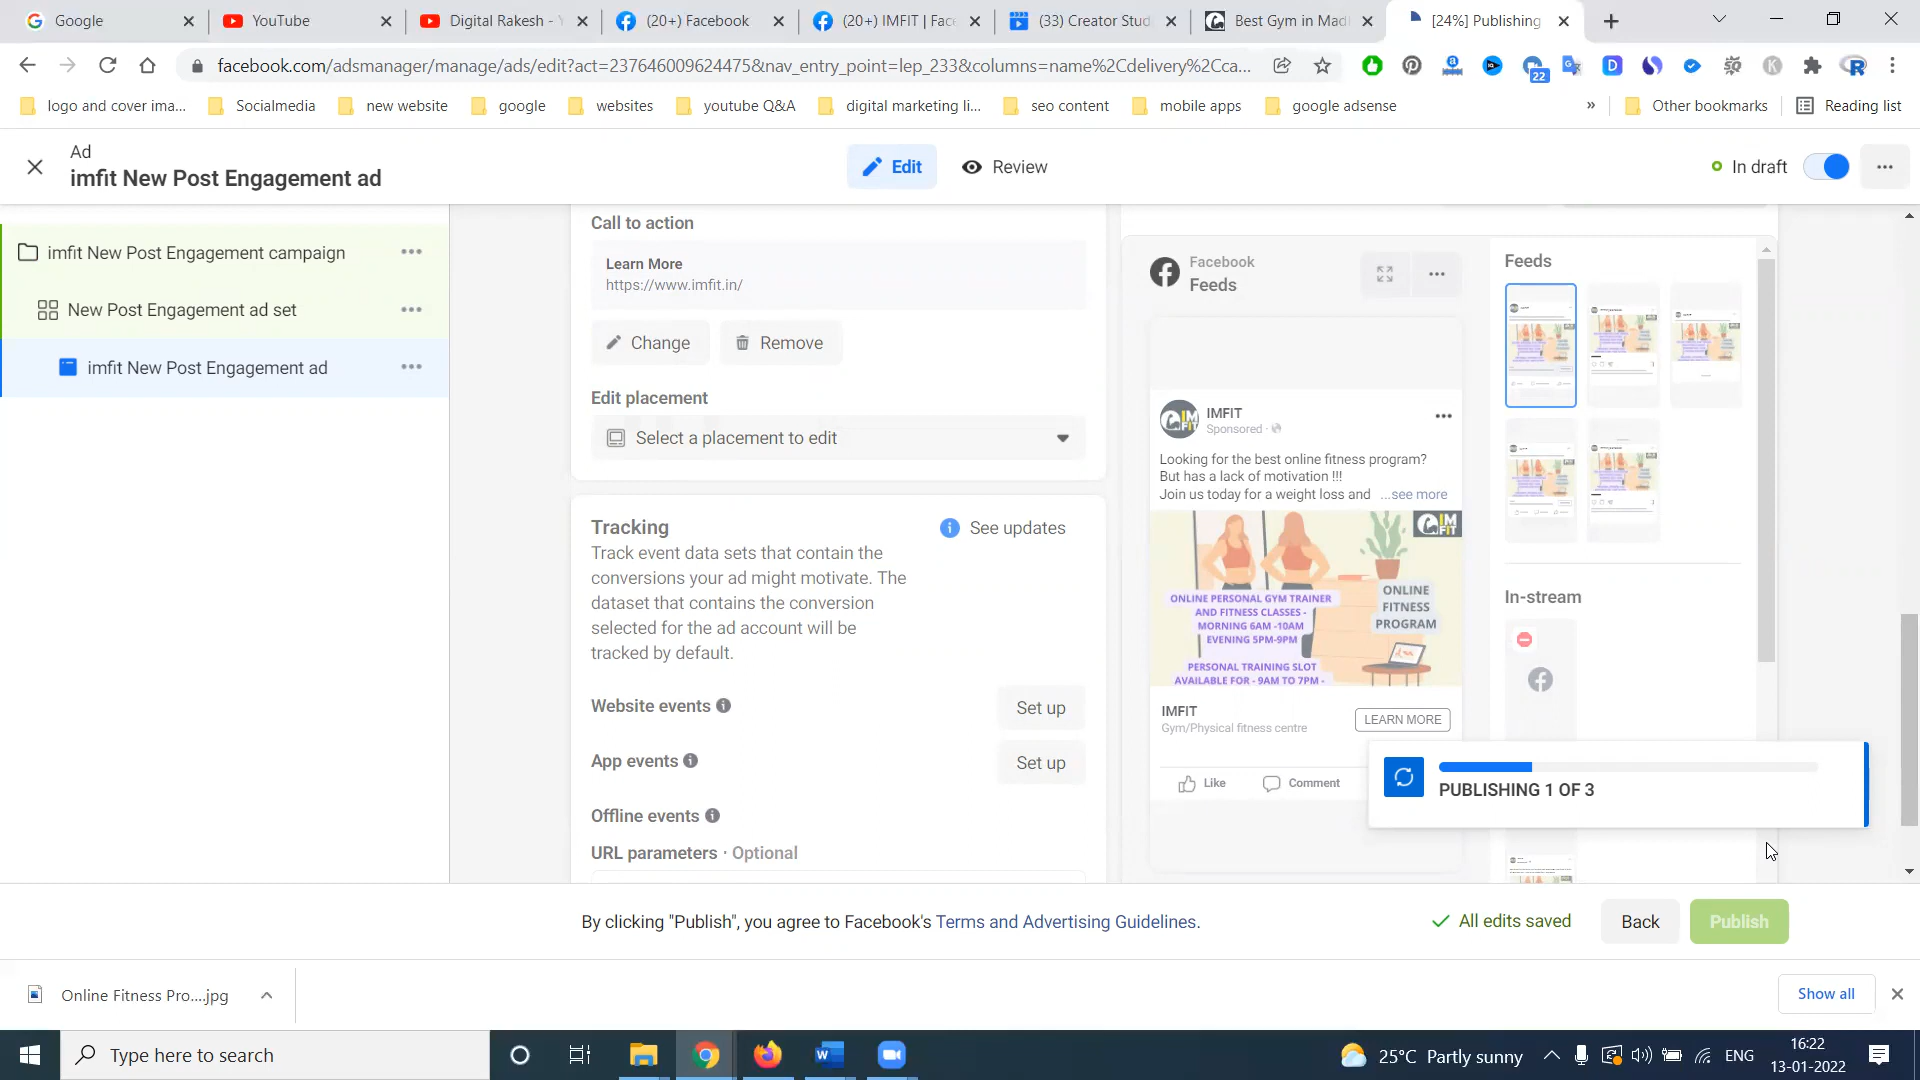 Google
YouTube
Digital Rakesh - Y
(20+) Facebook
(20+) IMFIT | Fac
(33) Creator Stud
Best Gym in Mad
[24%] Publishing
facebook.com/adsmanager/manage/ads/edit?act=237646009624475&nav_entry_point=lep_233&columns=name%2Cdelivery%2Cca...
22
logo and cover ima...
Socialmedia
new website
google
websites
youtube Q&A
digital marketing li...
seo content
mobile apps
google adsense
»
Other bookmarks
Reading list
Ad
imfit New Post Engagement ad
Edit
Review
In draft
imfit New Post Engagement campaign
New Post Engagement ad set
imfit New Post Engagement ad
Call to action
Learn More
https://www.imfit.in/
Change
Remove
Edit placement
Select a placement to edit
Tracking
See updates
Track event data sets that contain the
conversions your ad might motivate. The
dataset that contains the conversion
selected for the ad account will be
tracked by default.
Website events
Set up
App events
Set up
Offline events
URL parameters · Optional
Facebook
Feeds
IMFIT
Sponsored ·
Looking for the best online fitness program?
But has a lack of motivation !!!
Join us today for a weight loss and ...see more
IM
FIT
ONLINE PERSONAL GYM TRAINER
AND FITNESS CLASSES -
MORNING 6AM -10AM
EVENING 5PM-9PM
PERSONAL TRAINING SLOT
AVAILABLE FOR - 9AM TO 7PM -
ONLINE
FITNESS
PROGRAM
IMFIT
Gym/Physical fitness centre
LEARN MORE
Like
Comment
Feeds
In-stream
PUBLISHING 1 OF 3
By clicking "Publish", you agree to Facebook's Terms and Advertising Guidelines.
All edits saved
Back
Publish
Online Fitness Pro....jpg
Show all
Type here to search
25°C Partly sunny
ENG
16:22
13-01-2022